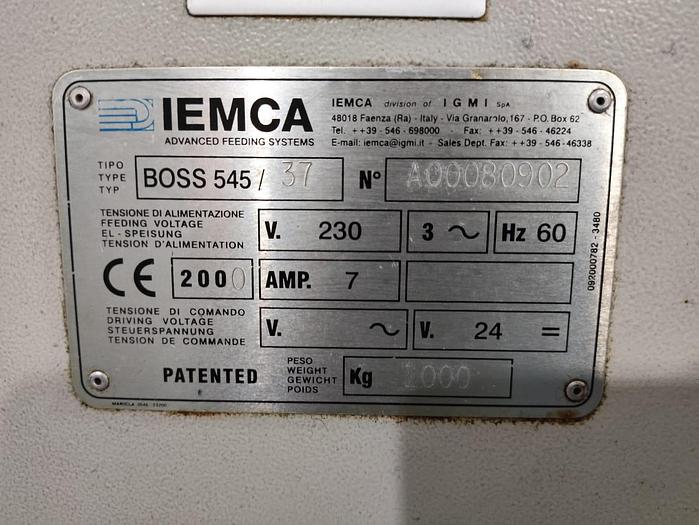 IEMCA
ADVANCED FEEDING SYSTEMS
IEMCA division of IGMI SpA
48018 Faenza (Ra) - Italy - Via Granarolo, 167 - P.O. Box 62
Tel. ++39 - 546 - 698000 - Fax: ++39 - 546 - 46224
E-mail: iemca@igmi.it - Sales Dept. Fax: ++39 - 546 - 46338
TIPO
TYPE
TYP
BOSS 545 / 37
N° A00080902
TENSIONE DI ALIMENTAZIONE
FEEDING VOLTAGE
EL - SPEISUNG
TENSION D'ALIMENTATION
V. 230
3 ~
Hz 60
CE 2000
AMP. 7
TENSIONE DI COMANDO
DRIVING VOLTAGE
STEUERSPANNUNG
TENSION DE COMMANDE
V. ~
V. 24 =
PATENTED
PESO
WEIGHT
GEWICHT
POIDS
Kg 1000
092000782 - 3480